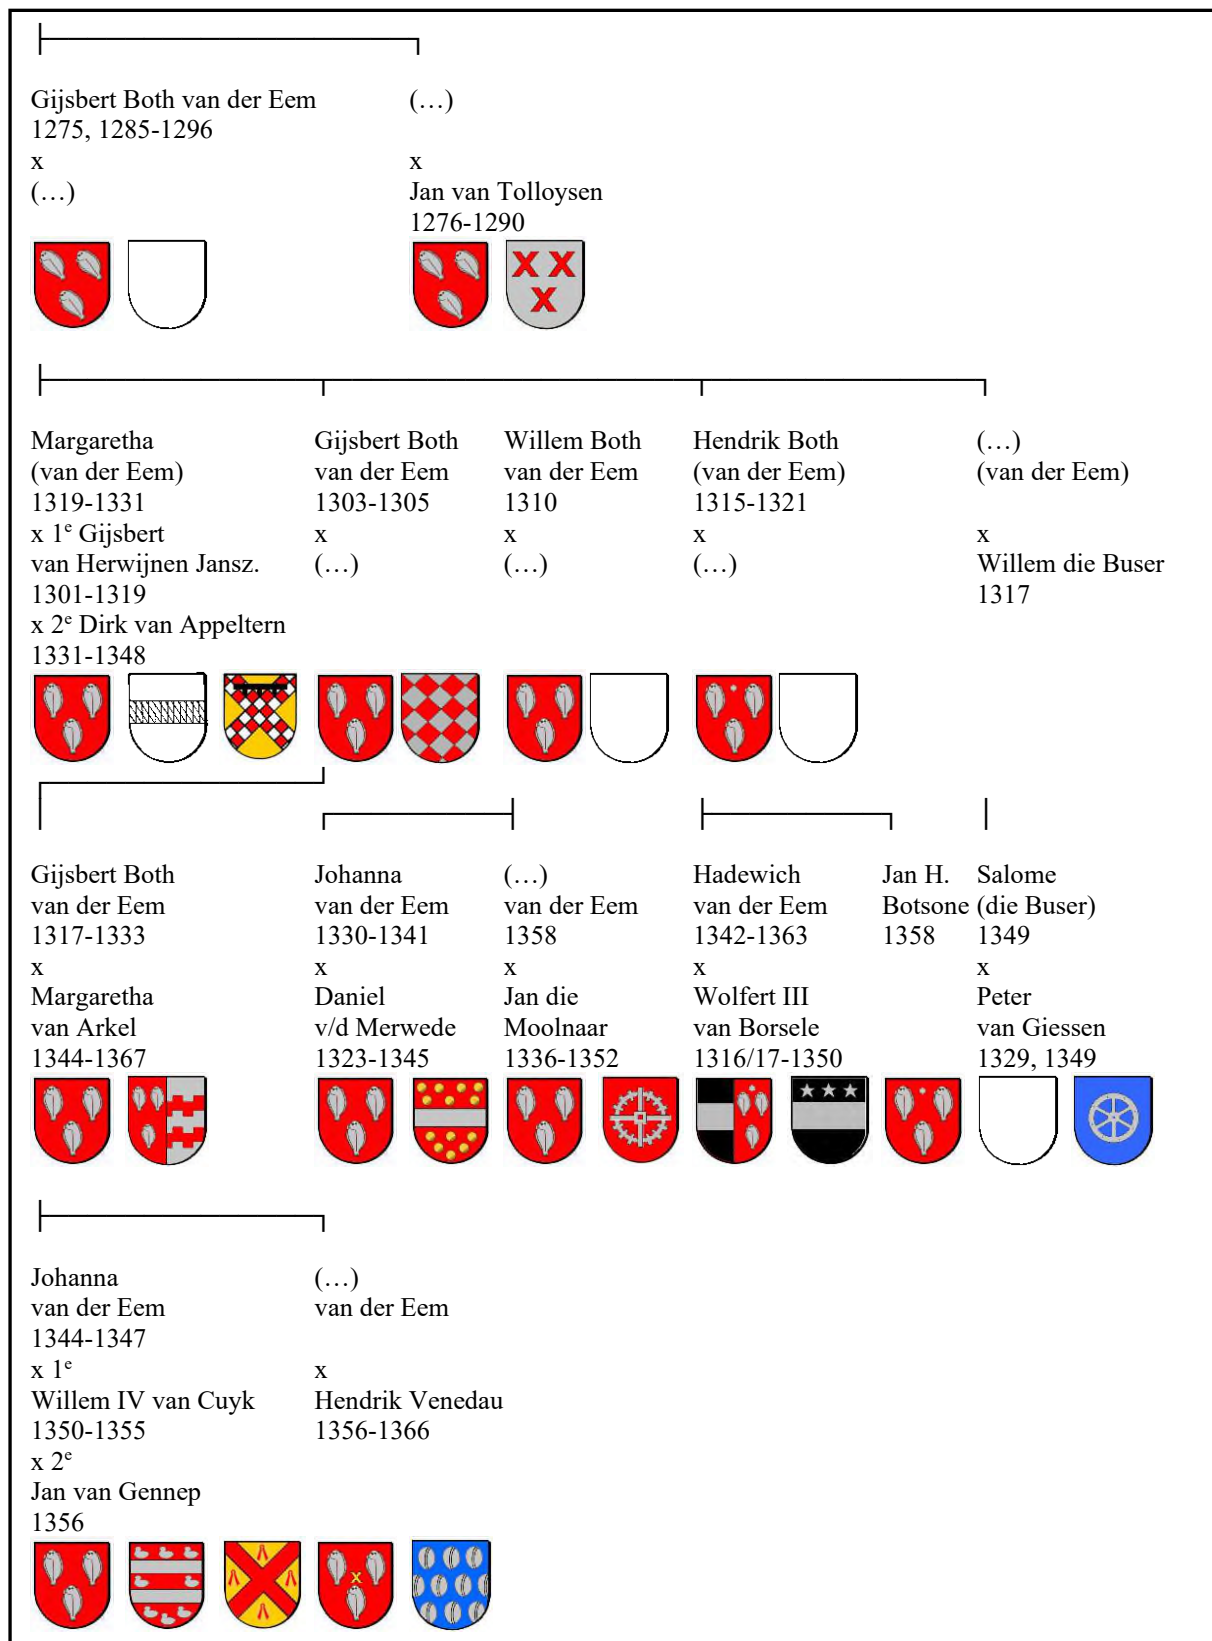 Gijsbert Both van der Eem
1275, 1285-1296
x
(…)
(…)
x
Jan van Tolloysen
1276-1290
Margaretha
(van der Eem)
1319-1331
x 1e Gijsbert
van Herwijnen Jansz.
1301-1319
x 2e Dirk van Appeltern
1331-1348
Gijsbert Both
van der Eem
1303-1305
x
(…)
Willem Both
van der Eem
1310
x
(…)
Hendrik Both
(van der Eem)
1315-1321
x
(…)
(…)
(van der Eem)
x
Willem die Buser
1317
Gijsbert Both
van der Eem
1317-1333
x
Margaretha
van Arkel
1344-1367
Johanna
van der Eem
1330-1341
x
Daniel
v/d Merwede
1323-1345
(…)
van der Eem
1358
x
Jan die
Moolnaar
1336-1352
Hadewich
van der Eem
1342-1363
x
Wolfert III
van Borsele
1316/17-1350
Jan H.
Botsone
1358
Salome
(die Buser)
1349
x
Peter
van Giessen
1329, 1349
Johanna
van der Eem
1344-1347
x 1e
Willem IV van Cuyk
1350-1355
x 2e
Jan van Gennep
1356
(…)
van der Eem
x
Hendrik Venedau
1356-1366